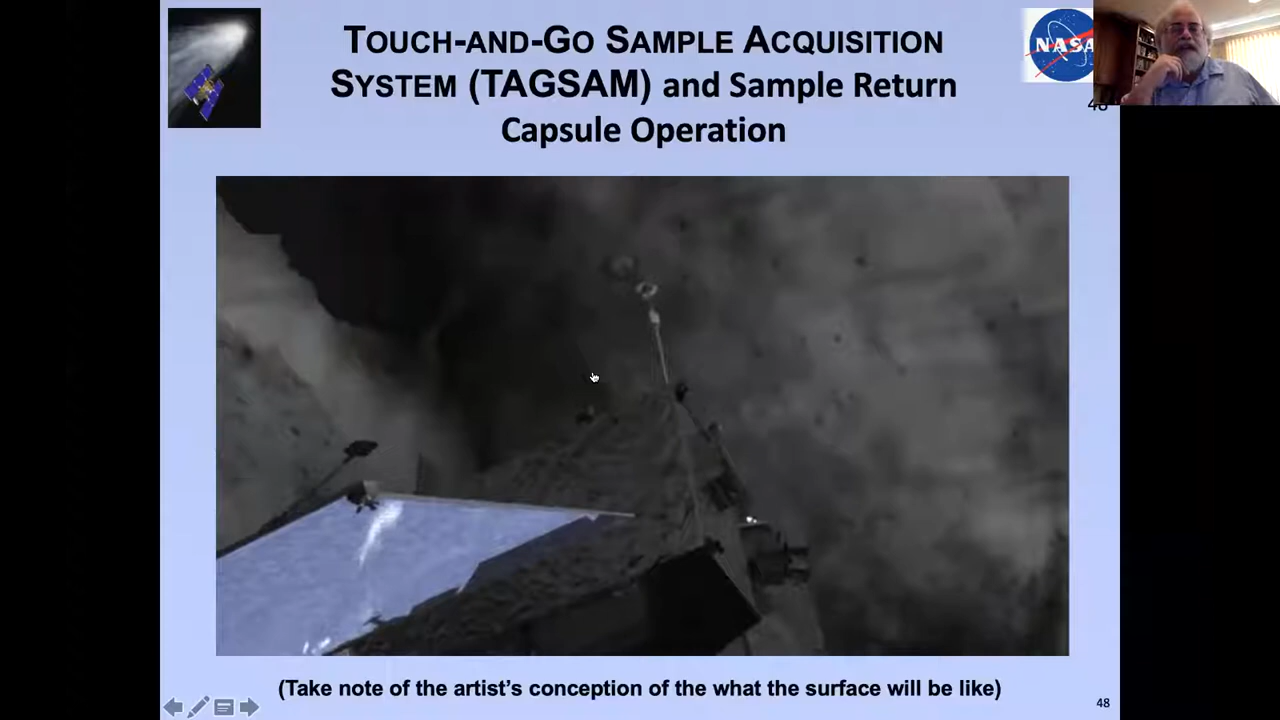 TOUCH-AND-GO SAMPLE ACQUISITION
SYSTEM (TAGSAM) and Sample Return
Capsule Operation
NASA
(Take note of the artist's conception of the what the surface will be like)
48